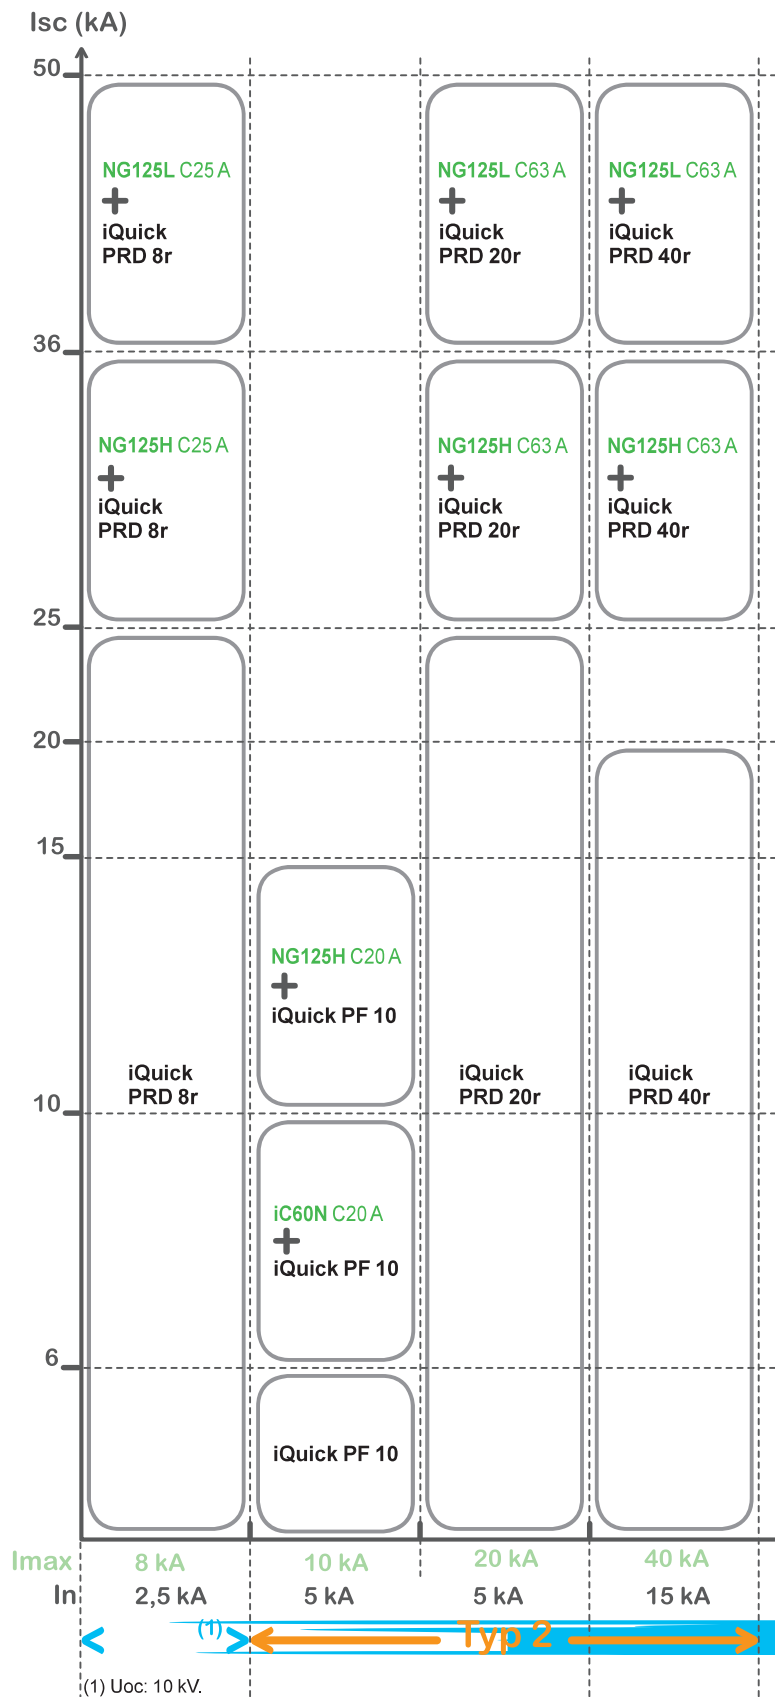 Isc (kA)
50
NG125L C25 A
+
iQuick
PRD 8r
NG125L C63 A
+
iQuick
PRD 20r
NG125L C63 A
+
iQuick
PRD 40r
36
NG125H C25 A
+
iQuick
PRD 8r
NG125H C63 A
+
iQuick
PRD 20r
NG125H C63 A
+
iQuick
PRD 40r
25
20
15
NG125H C20 A
+
iQuick PF 10
iQuick
PRD 8r
iQuick
PRD 20r
iQuick
PRD 40r
10
iC60N C20 A
+
iQuick PF 10
6
iQuick PF 10
Imax 8 kA 10 kA 20 kA 40 kA
In 2,5 kA 5 kA 5 kA 15 kA
(1) Typ 2
(1) Uoc: 10 kV.